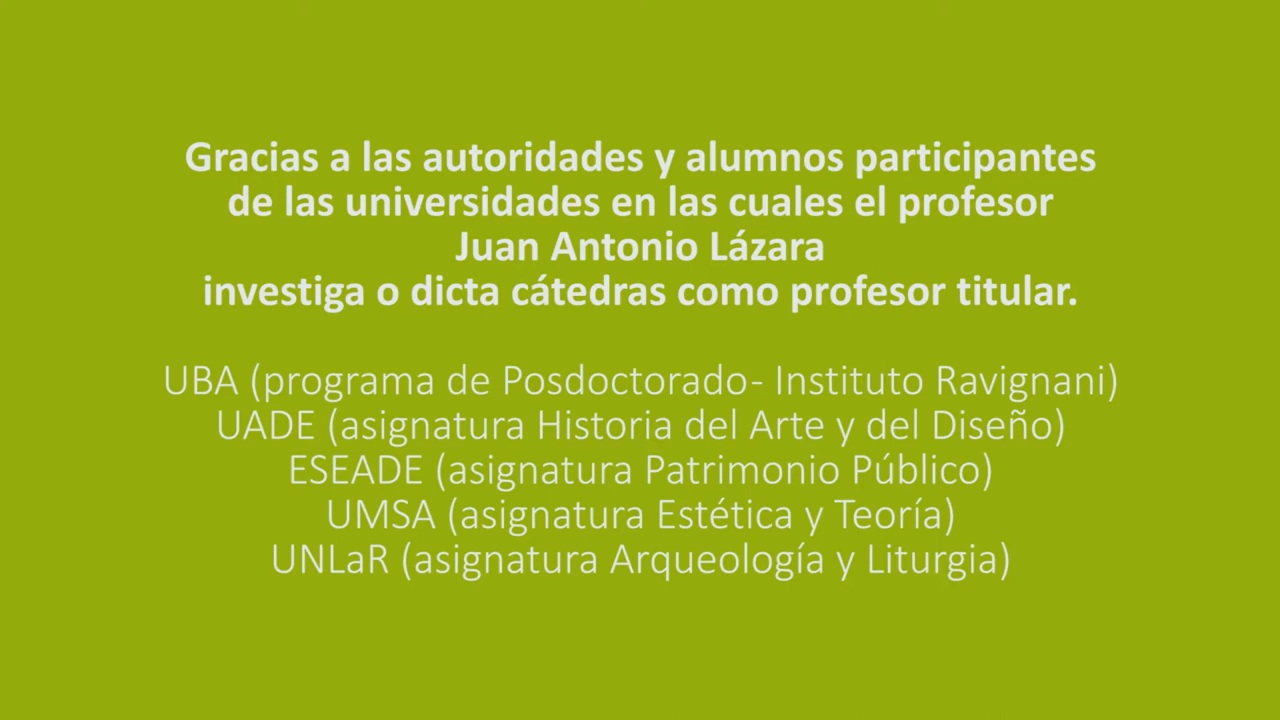 Gracias a las autoridades y alumnos participantes
de las universidades en las cuales el profesor
Juan Antonio Lázara
investiga o dicta cátedras como profesor titular.
UBA (programa de Posdoctorado- Instituto Ravignani)
UADE (asignatura Historia del Arte y del Diseño)
ESEADE (asignatura Patrimonio Público)
UMSA (asignatura Estética y Teoría)
UNLaR (asignatura Arqueología y Liturgia)